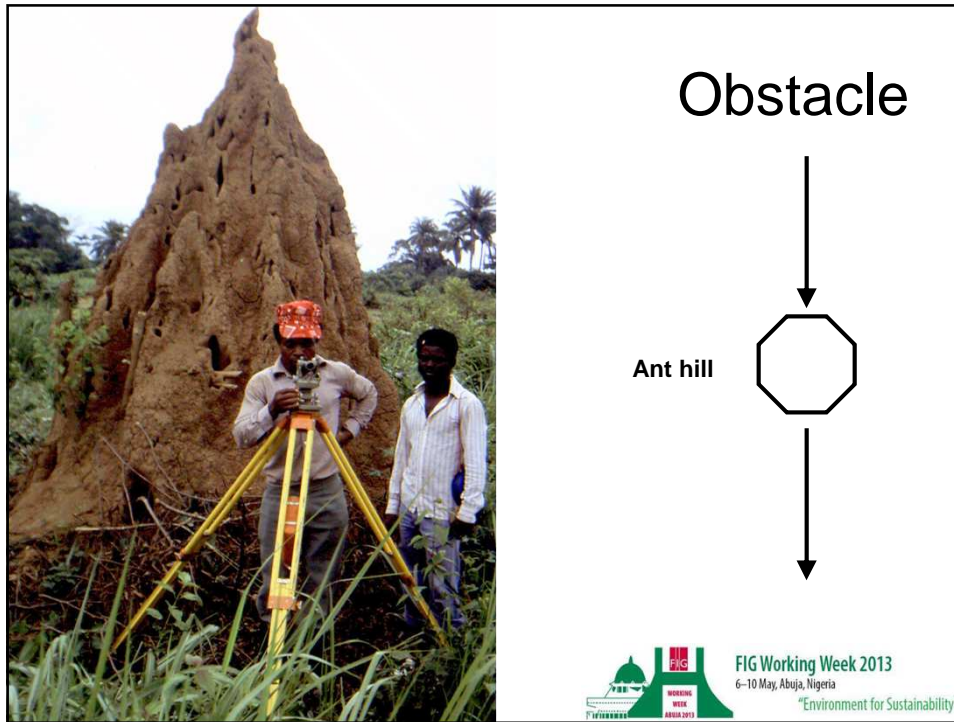 Obstacle
Ant hill
FIG
WORKING
WEEK
ABUJA 2013
FIG Working Week 2013
6–10 May, Abuja, Nigeria
"Environment for Sustainability